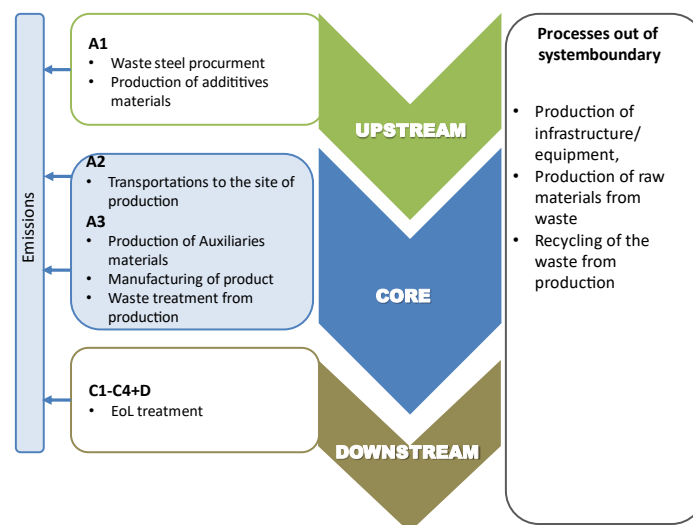 Emissions
A1
• Waste steel procurment
• Production of addititives
materials
A2
• Transportations to the site of
production
A3
• Production of Auxiliaries
materials
• Manufacturing of product
• Waste treatment from
production
C1-C4+D
• EoL treatment
UPSTREAM
CORE
DOWNSTREAM
Processes out of
systemboundary
• Production of
infrastructure/
equipment,
• Production of raw
materials from
waste
• Recycling of the
waste from
production